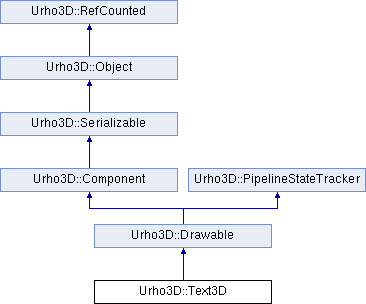 Urho3D::RefCounted
Urho3D::Object
Urho3D::Serializable
Urho3D::Component
Urho3D::PipelineStateTracker
Urho3D::Drawable
Urho3D::Text3D